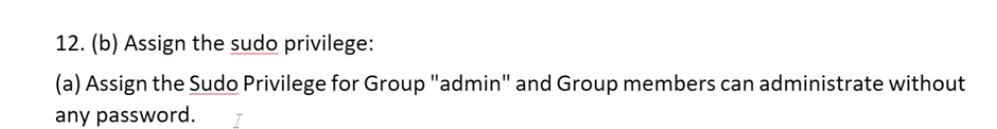 12. (b) Assign the sudo privilege:
(a) Assign the Sudo Privilege for Group "admin" and Group members can administrate without
any password.